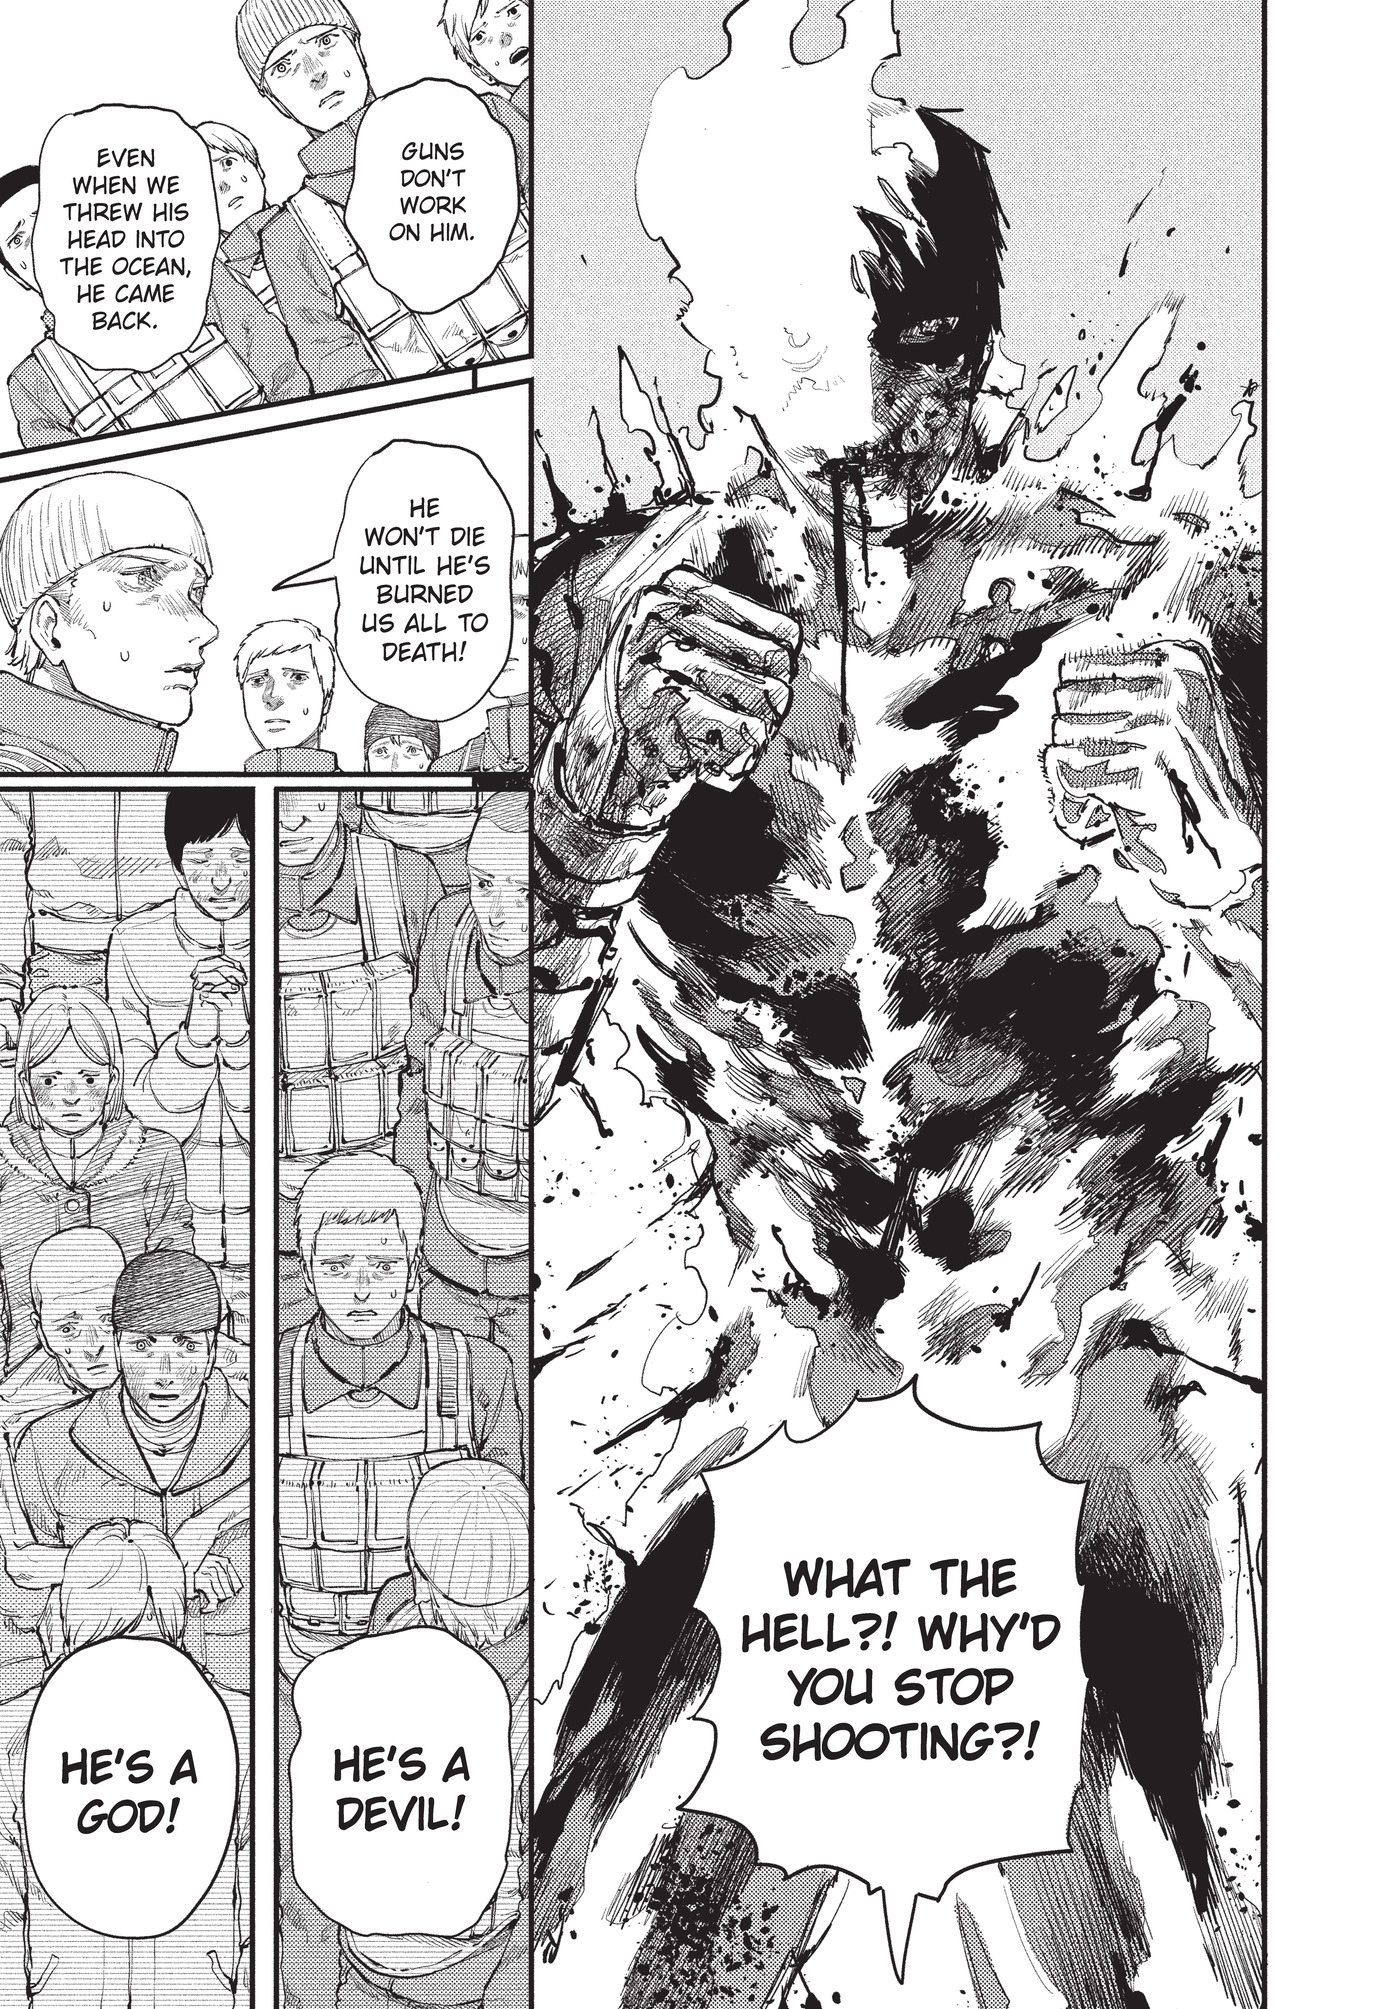 WHAT THE
HELL?! WHY'D
YOU STOP
SHOOTING?!
GUNS
DON'T
WORK
ON HIM.
EVEN
WHEN WE
THREW HIS
HEAD INTO
THE OCEAN,
HE CAME
BACK.
HE
WON'T DIE
UNTIL HE'S
BURNED
US ALL TO
DEATH!
HE'S A
DEVIL!
HE'S A
GOD!